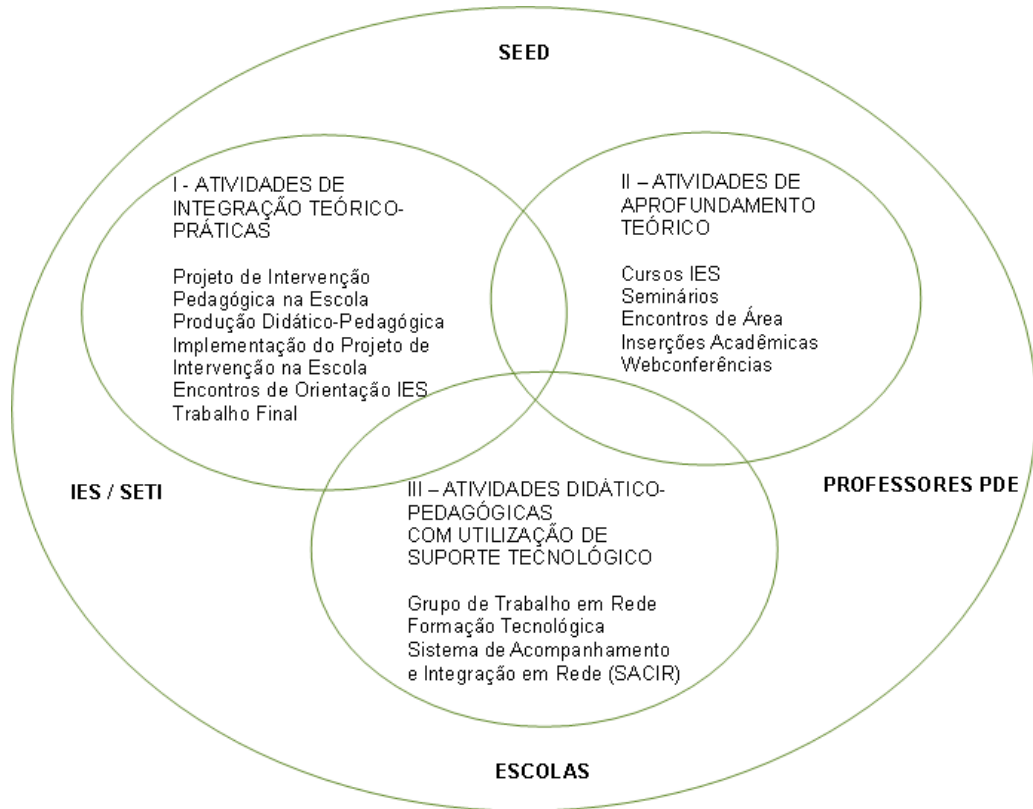 SEED
I - ATIVIDADES DE
INTEGRAÇÃO TEÓRICO-
PRÁTICAS
Projeto de Intervenção
Pedagógica na Escola
Produção Didático-Pedagógica
Implementação do Projeto de
Intervenção na Escola
Encontros de Orientação IES
Trabalho Final
II – ATIVIDADES DE
APROFUNDAMENTO
TEÓRICO
Cursos IES
Seminários
Encontros de Área
Inserções Acadêmicas
Webconferências
IES / SETI
PROFESSORES PDE
III – ATIVIDADES DIDÁTICO-
PEDAGÓGICAS
COM UTILIZAÇÃO DE
SUPORTE TECNOLÓGICO
Grupo de Trabalho em Rede
Formação Tecnológica
Sistema de Acompanhamento
e Integração em Rede (SACIR)
ESCOLAS